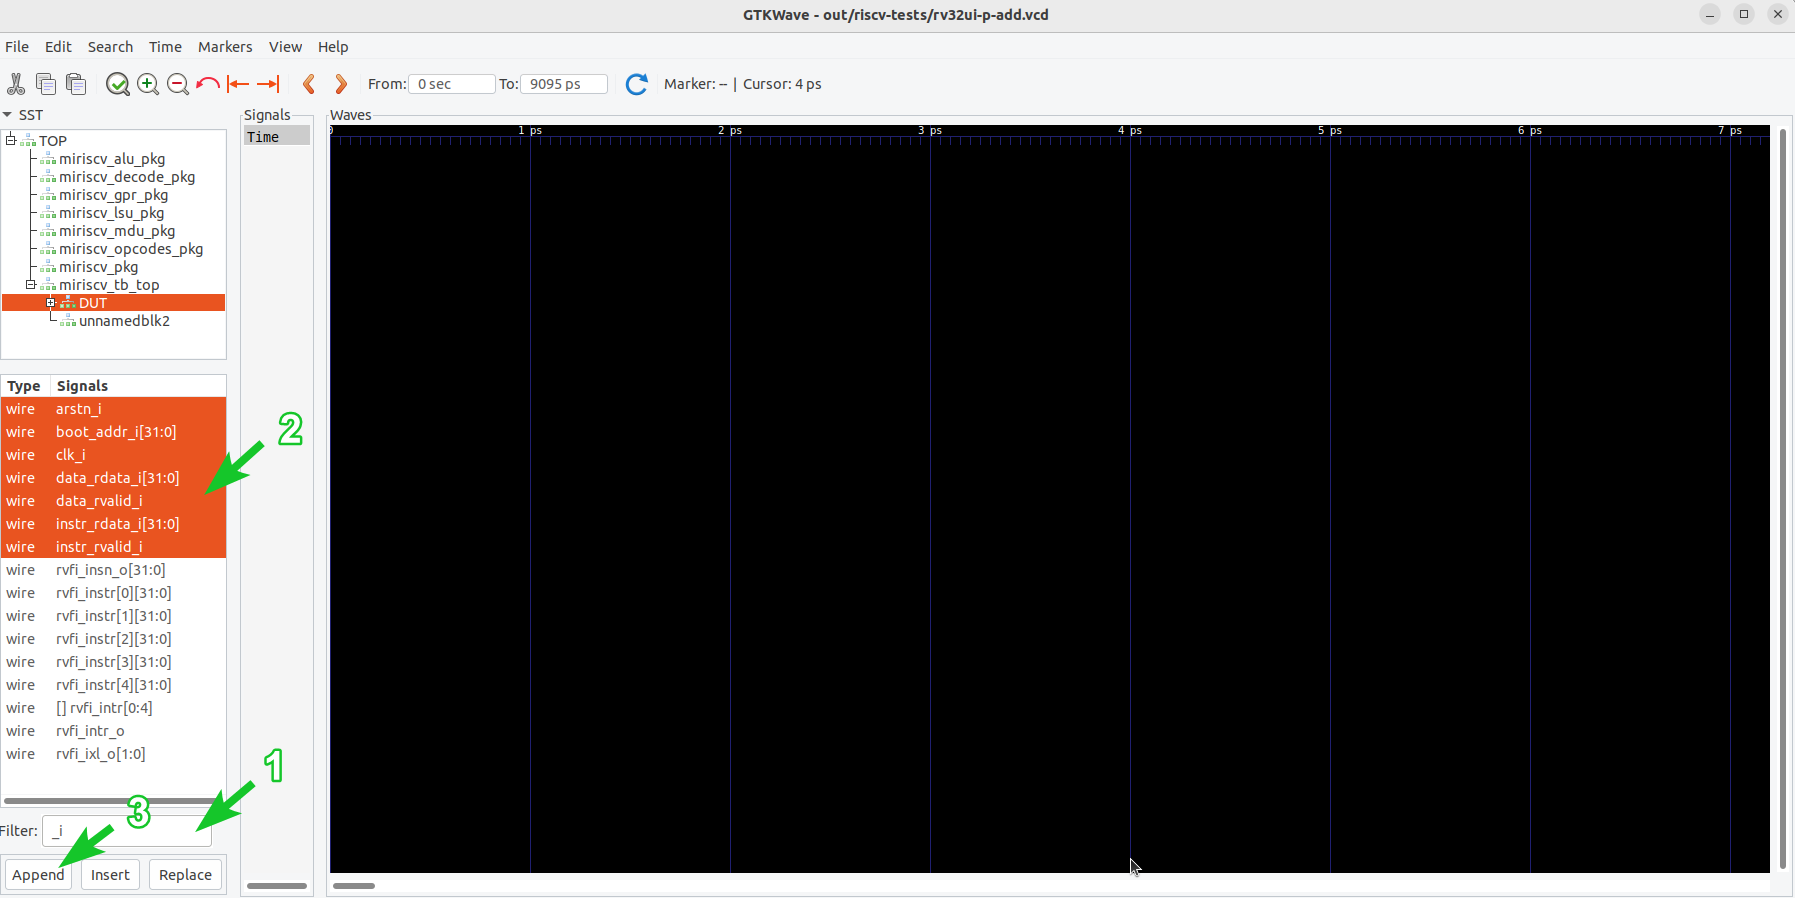 GTKWave - out/riscv-tests/rv32ui-p-add.vcd
File Edit Search Time Markers View Help
From: 0 sec To: 9095 ps Marker: -- | Cursor: 4 ps
SST
TOP
miriscv_alu_pkg
miriscv_decode_pkg
miriscv_gpr_pkg
miriscv_lsu_pkg
miriscv_mdu_pkg
miriscv_opcodes_pkg
miriscv_pkg
miriscv_tb_top
DUT
unnamedblk2
Type Signals
wire arstn_i
wire boot_addr_i[31:0]
wire clk_i
wire data_rdata_i[31:0]
wire data_rvalid_i
wire instr_rdata_i[31:0]
wire instr_rvalid_i
wire rvfi_insn_o[31:0]
wire rvfi_instr[0][31:0]
wire rvfi_instr[1][31:0]
wire rvfi_instr[2][31:0]
wire rvfi_instr[3][31:0]
wire rvfi_instr[4][31:0]
wire [] rvfi_intr[0:4]
wire rvfi_intr_o
wire rvfi_ixl_o[1:0]
2
1
3
Filter: _i
Append Insert Replace
Signals
Time
Waves
0 1 ps 2 ps 3 ps 4 ps 5 ps 6 ps 7 ps